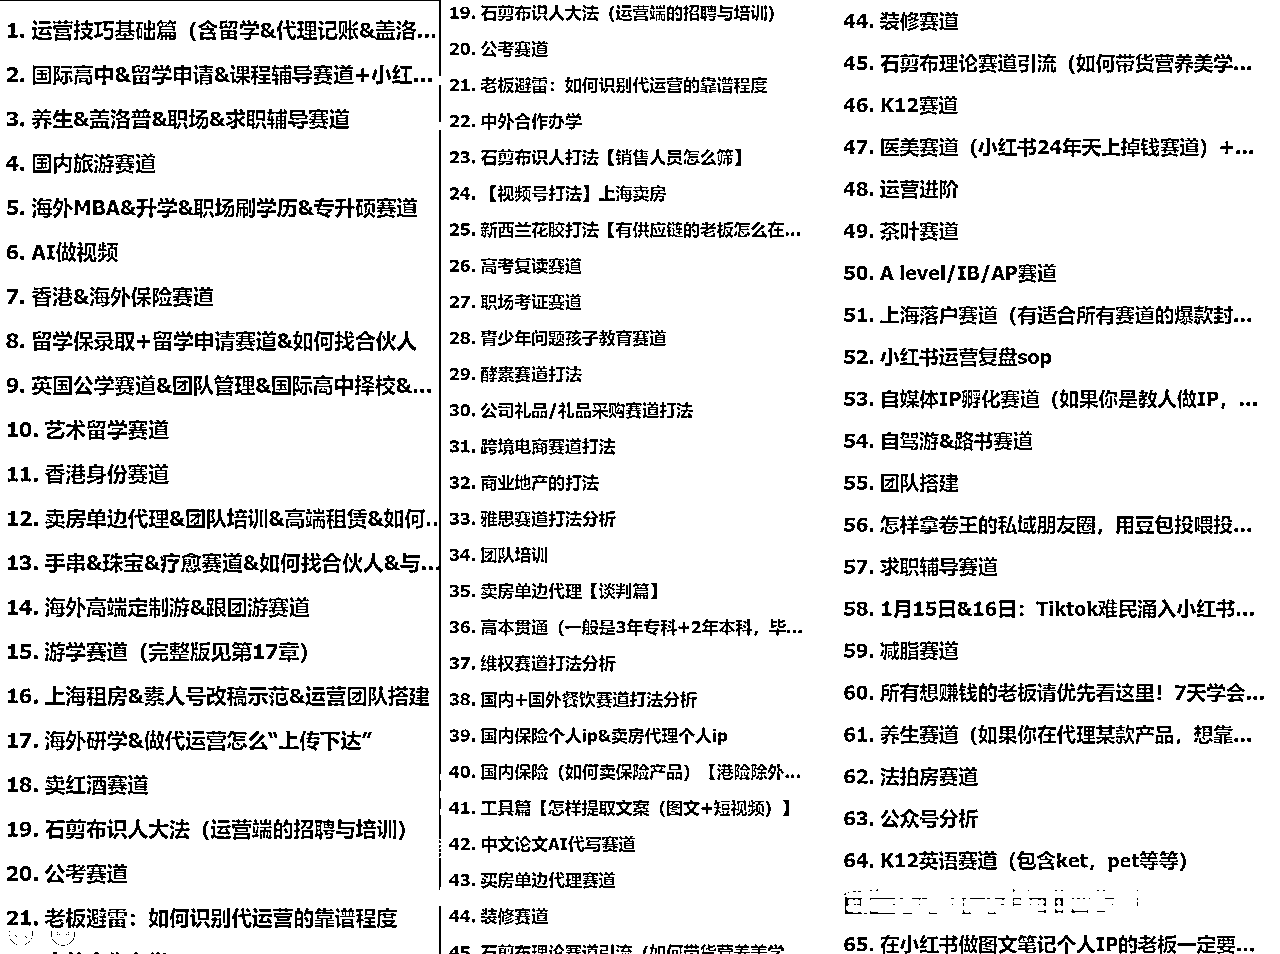 1. 运营技巧基础篇（含留学&代理记账&盖洛...
2. 国际高中&留学申请&课程辅导赛道+小红...
3. 养生&盖洛普&职场&求职辅导赛道
4. 国内旅游赛道
5. 海外MBA&升学&职场刷学历&专升硕赛道
6. AI做视频
7. 香港&海外保险赛道
8. 留学保录取+留学申请赛道&如何找合伙人
9. 英国公学赛道&团队管理&国际高中择校&...
10. 艺术留学赛道
11. 香港身份赛道
12. 卖房单边代理&团队培训&高端租赁&如何...
13. 手串&珠宝&疗愈赛道&如何找合伙人&与...
14. 海外高端定制游&跟团游赛道
15. 游学赛道（完整版见第17章）
16. 上海租房&素人号改稿示范&运营团队搭建
17. 海外研学&做代运营怎么“上传下达”
18. 卖红酒赛道
19. 石剪布识人大法（运营端的招聘与培训）
20. 公考赛道
21. 老板避雷：如何识别代运营的靠谱程度
19. 石剪布识人大法（运营端的招聘与培训）
20. 公考赛道
21. 老板避雷：如何识别代运营的靠谱程度
22. 中外合作办学
23. 石剪布识人打法【销售人员怎么筛】
24. 【视频号打法】上海卖房
25. 新西兰花胶打法【有供应链的老板怎么在...
26. 高考复读赛道
27. 职场考证赛道
28. 青少年问题孩子教育赛道
29. 酵素赛道打法
30. 公司礼品/礼品采购赛道打法
31. 跨境电商赛道打法
32. 商业地产的打法
33. 雅思赛道打法分析
34. 团队培训
35. 卖房单边代理【谈判篇】
36. 高本贯通（一般是3年专科+2年本科，毕...
37. 维权赛道打法分析
38. 国内+国外餐饮赛道打法分析
39. 国内保险个人ip&卖房代理个人ip
40. 国内保险（如何卖保险产品）【港险除外...
41. 工具篇【怎样提取文案（图文+短视频）】
42. 中文论文AI代写赛道
43. 买房单边代理赛道
44. 装修赛道
45. 石剪布理论赛道引流（如何带货营养美学
44. 装修赛道
45. 石剪布理论赛道引流（如何带货营养美学...
46. K12赛道
47. 医美赛道（小红书24年天上掉钱赛道）+...
48. 运营进阶
49. 茶叶赛道
50. A level/IB/AP赛道
51. 上海落户赛道（有适合所有赛道的爆款封...
52. 小红书运营复盘sop
53. 自媒体IP孵化赛道（如果你是教人做IP，...
54. 自驾游&路书赛道
55. 团队搭建
56. 怎样拿卷王的私域朋友圈，用豆包投喂投...
57. 求职辅导赛道
58. 1月15日&16日：Tiktok难民涌入小红书...
59. 减脂赛道
60. 所有想赚钱的老板请优先看这里！7天学会...
61. 养生赛道（如果你在代理某款产品，想靠...
62. 法拍房赛道
63. 公众号分析
64. K12英语赛道（包含ket，pet等等）
65. 在小红书做图文笔记个人IP的老板一定要...